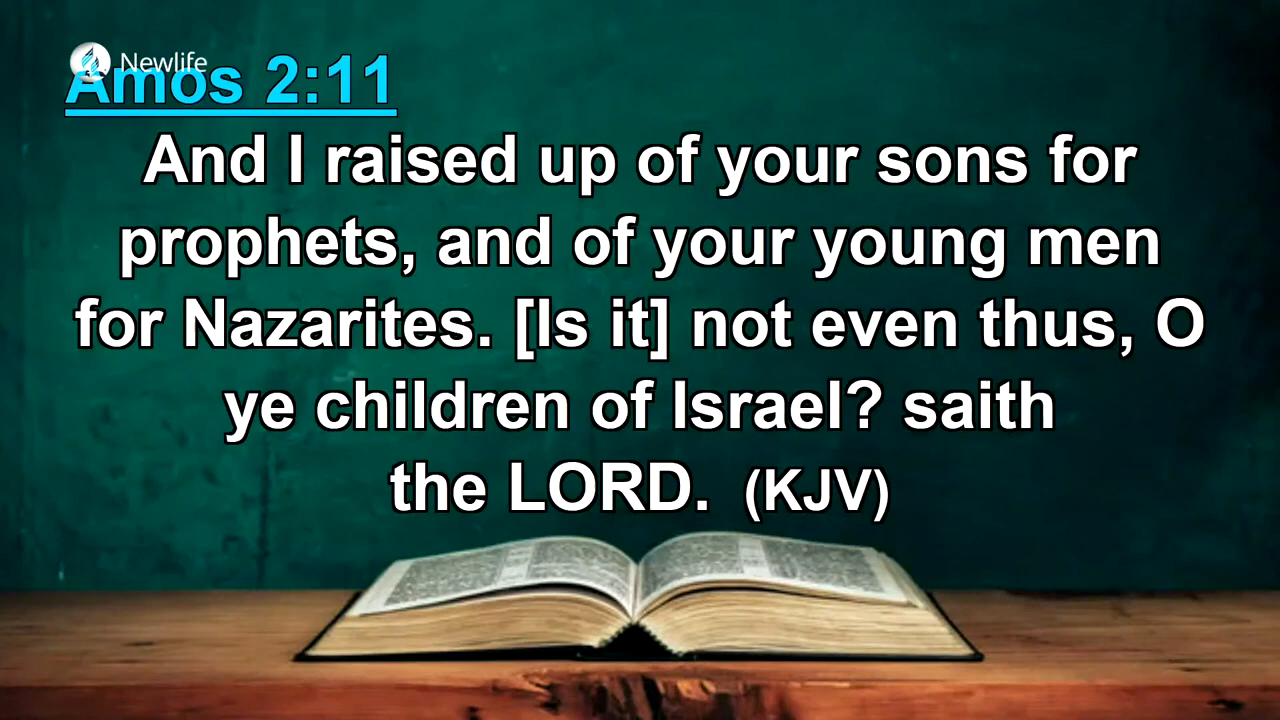 Newlife
Amos 2:11
And I raised up of your sons for
prophets, and of your young men
for Nazarites. [Is it] not even thus, O
ye children of Israel? saith
the LORD. (KJV)